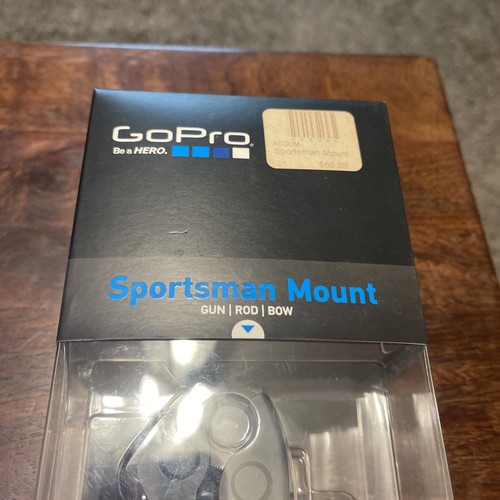 GoPro®
Be a HERO.
ASGUM-
Sportsman Mount
$69.99
Sportsman Mount
GUN | ROD | BOW